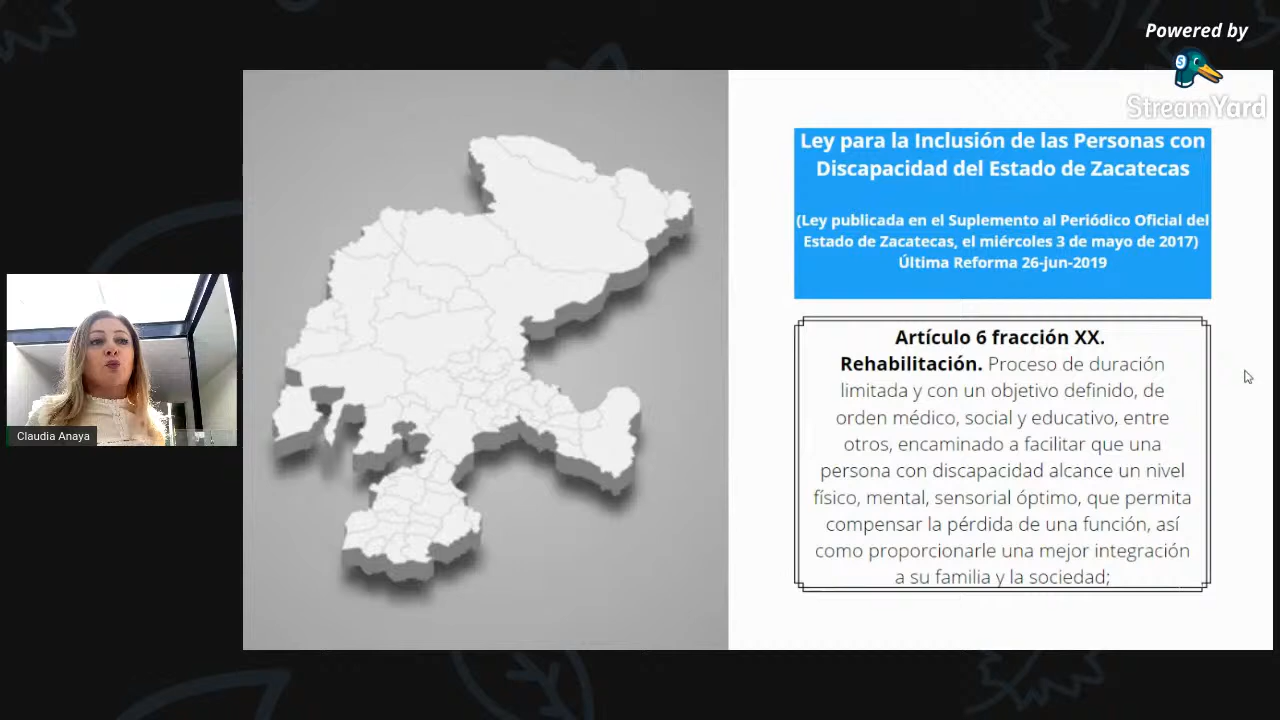 Powered by
StreamYard
Ley para la Inclusión de las Personas con
Discapacidad del Estado de Zacatecas
(Ley publicada en el Suplemento al Periódico Oficial del
Estado de Zacatecas, el miércoles 3 de mayo de 2017)
Última Reforma 26-jun-2019
Artículo 6 fracción XX.
Rehabilitación. Proceso de duración
limitada y con un objetivo definido, de
orden médico, social y educativo, entre
otros, encaminado a facilitar que una
persona con discapacidad alcance un nivel
físico, mental, sensorial óptimo, que permita
compensar la pérdida de una función, así
como proporcionarle una mejor integración
a su familia y la sociedad;
Claudia Anaya